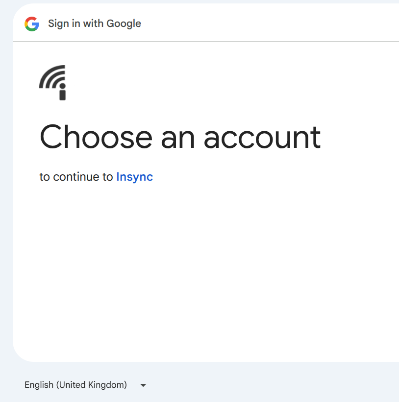 Sign in with Google
Choose an account
to continue to Insync
English (United Kingdom)